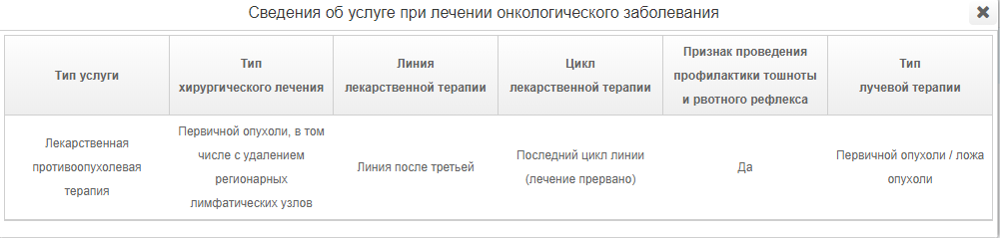 Сведения об услуге при лечении онкологического заболевания
Тип услуги
Тип
хирургического лечения
Линия
лекарственной терапии
Цикл
лекарственной терапии
Признак проведения
профилактики тошноты
и рвотного рефлекса
Тип
лучевой терапии
Лекарственная
противоопухолевая
терапия
Первичной опухоли, в том
числе с удалением
регионарных
лимфатических узлов
Линия после третьей
Последний цикл линии
(лечение прервано)
Да
Первичной опухоли / ложа
опухоли